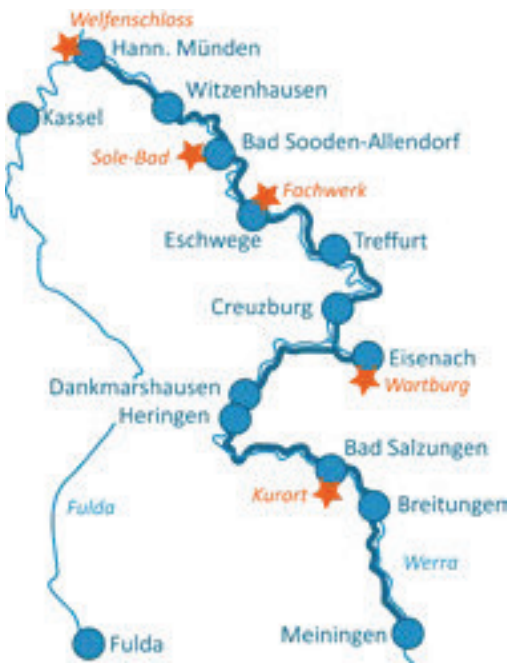 Welfenschloss
Hann. Münden
Witzenhausen
Kassel
Bad Sooden-Allendorf
Sole-Bad
Fachwerk
Eschwege
Treffurt
Creuzburg
Eisenach
Dankmarshausen
Wartburg
Heringen
Bad Salzungen
Kurort
Fulda
Breitungen
Werra
Meiningen
Fulda